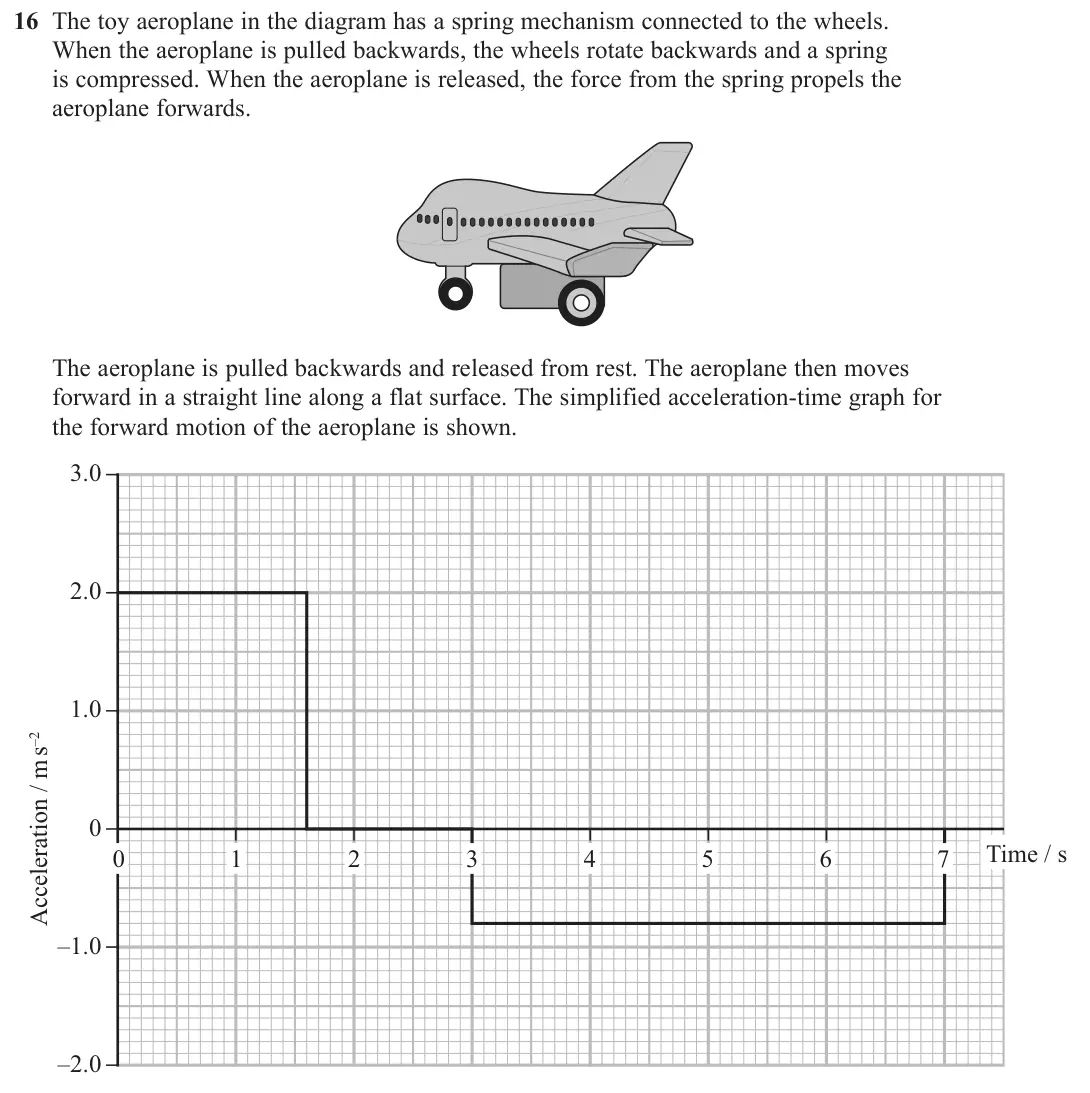 16 The toy aeroplane in the diagram has a spring mechanism connected to the wheels.
When the aeroplane is pulled backwards, the wheels rotate backwards and a spring
is compressed. When the aeroplane is released, the force from the spring propels the
aeroplane forwards.
The aeroplane is pulled backwards and released from rest. The aeroplane then moves
forward in a straight line along a flat surface. The simplified acceleration-time graph for
the forward motion of the aeroplane is shown.
3.0
2.0
1.0
0
–1.0
–2.0
Acceleration / m s⁻²
0 1 2 3 4 5 6 7 Time / s